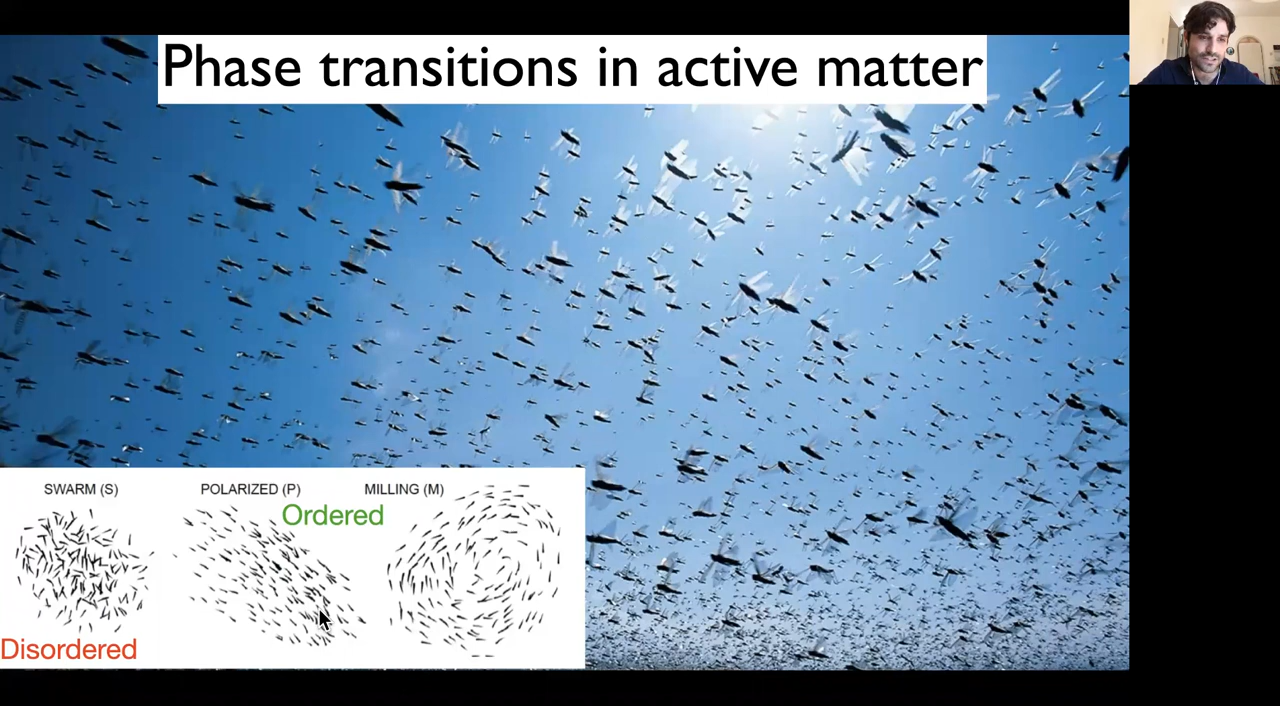 Phase transitions in active matter
SWARM (S)
POLARIZED (P)
MILLING (M)
Ordered
Disordered